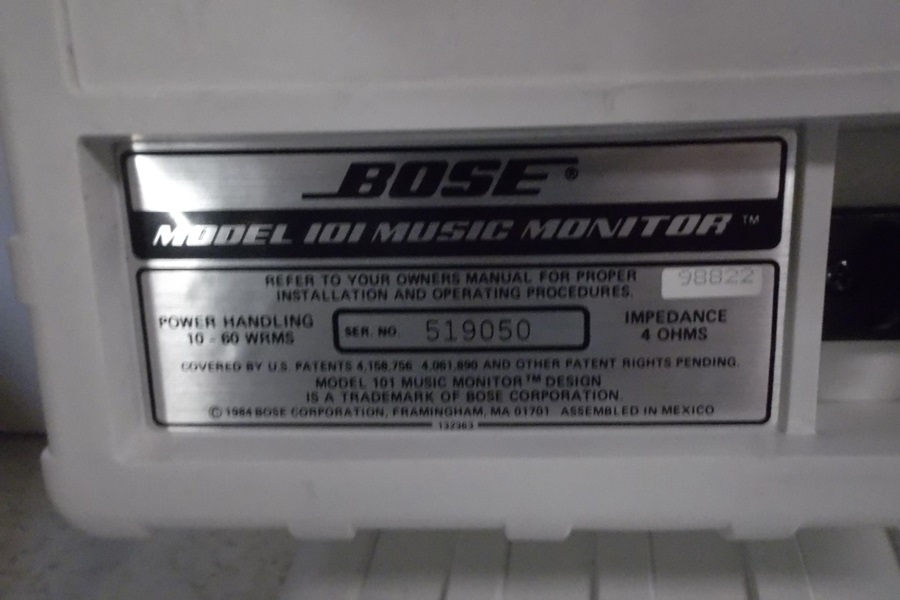 BOSE®
MODEL 101 MUSIC MONITOR™
REFER TO YOUR OWNERS MANUAL FOR PROPER
INSTALLATION AND OPERATING PROCEDURES.
98822
POWER HANDLING
10 - 60 WRMS
SER. NO. 519050
IMPEDANCE
4 OHMS
COVERED BY U.S. PATENTS 4,158,756 4,061,890 AND OTHER PATENT RIGHTS PENDING.
MODEL 101 MUSIC MONITOR™ DESIGN
IS A TRADEMARK OF BOSE CORPORATION.
© 1984 BOSE CORPORATION, FRAMINGHAM, MA 01701 ASSEMBLED IN MEXICO
132363